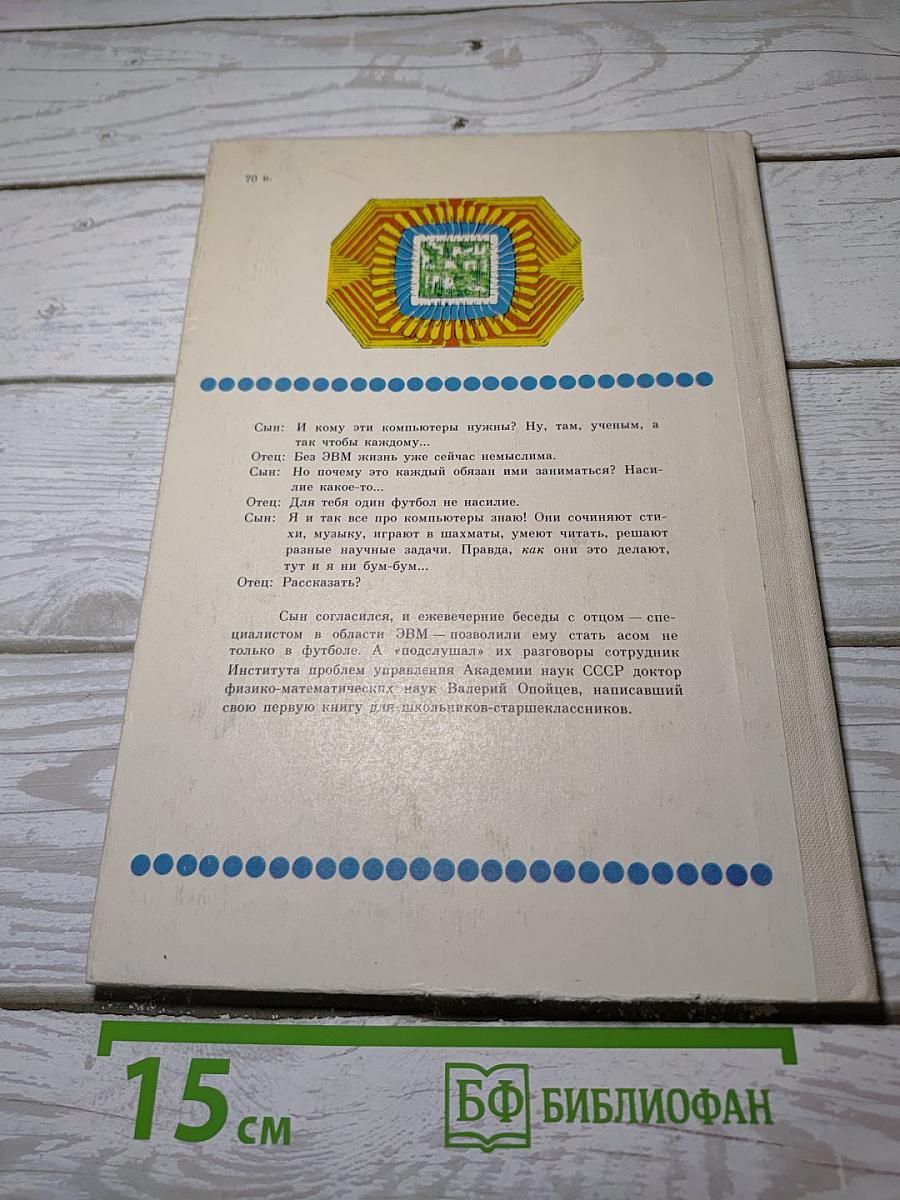 70 к.
Сын: И кому эти компьютеры нужны? Ну, там, ученым, а
так чтобы каждому...
Отец: Без ЭВМ жизнь уже сейчас немыслима.
Сын: Но почему это каждый обязан ими заниматься? Наси-
лие какое-то...
Отец: Для тебя один футбол не насилие.
Сын: Я и так все про компьютеры знаю! Они сочиняют сти-
хи, музыку, играют в шахматы, умеют читать, решают
разные научные задачи. Правда, как они это делают,
тут и я ни бум-бум...
Отец: Рассказать?
Сын согласился, и ежевечерние беседы с отцом — спе-
циалистом в области ЭВМ — позволили ему стать асом не
только в футболе. А «подслушал» их разговоры сотрудник
Института проблем управления Академии наук СССР доктор
физико-математических наук Валерий Опойцев, написавший
свою первую книгу для школьников-старшеклассников.
15 см
БФ БИБЛИОФАН